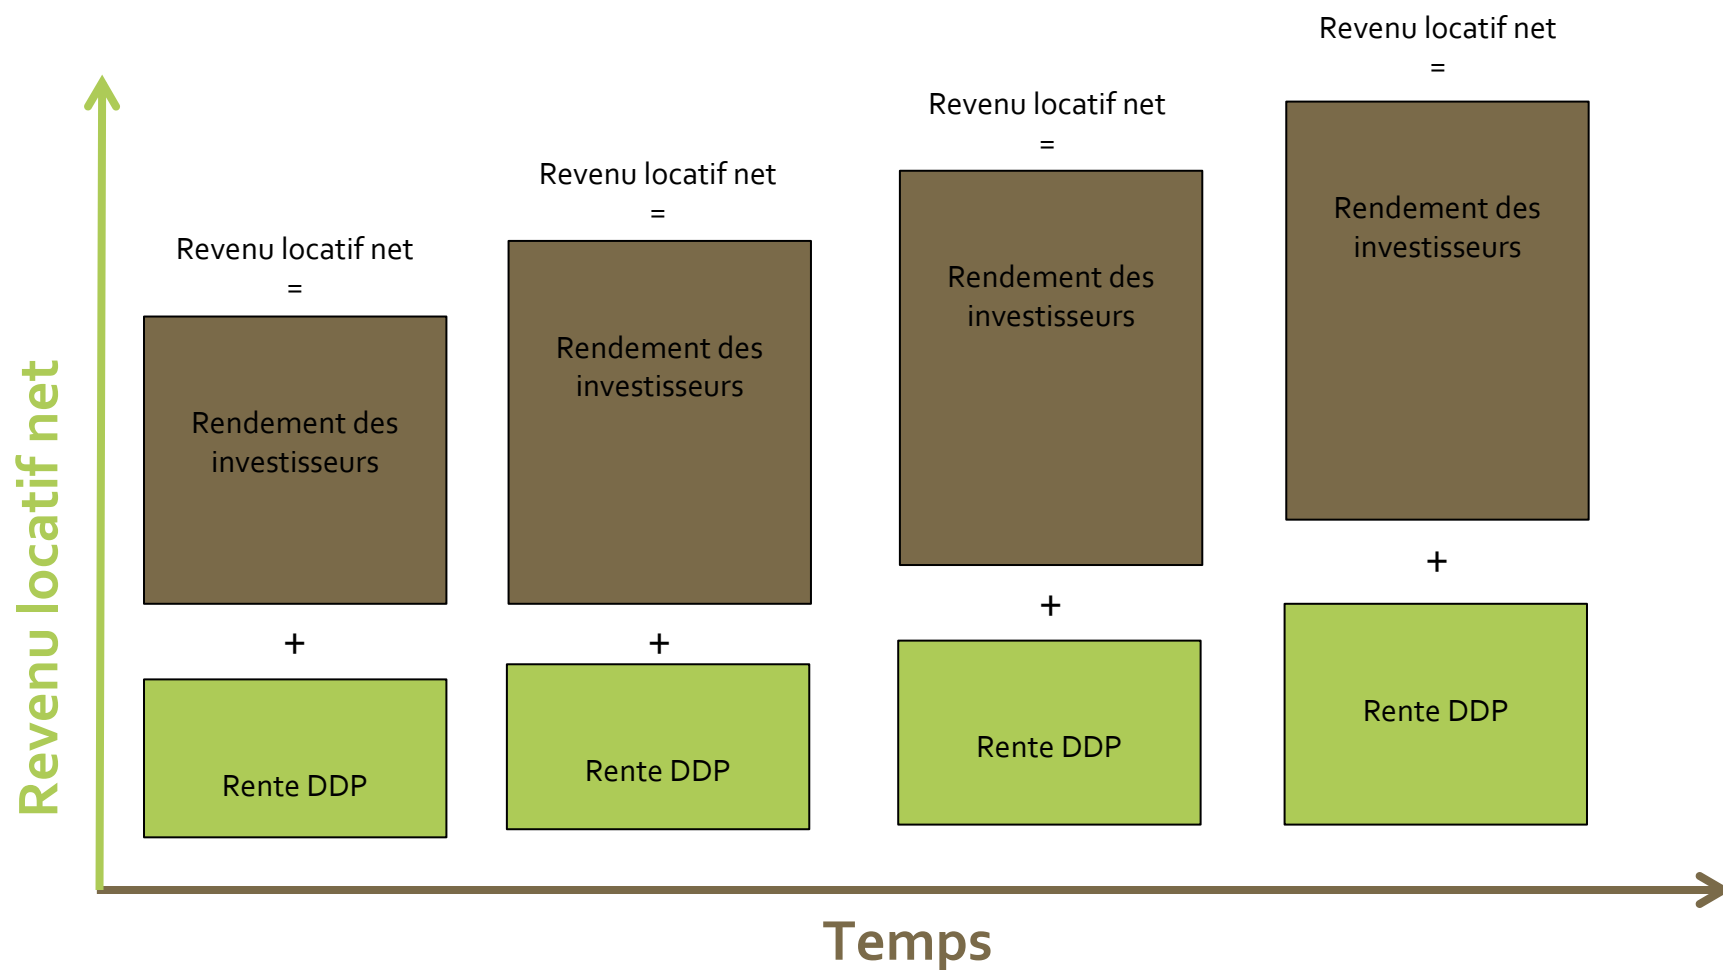 Revenu locatif net
Revenu locatif net
=
Rendement des
investisseurs
+
Rente DDP
Revenu locatif net
=
Rendement des
investisseurs
+
Rente DDP
Revenu locatif net
=
Rendement des
investisseurs
+
Rente DDP
Revenu locatif net
=
Rendement des
investisseurs
+
Rente DDP
Temps